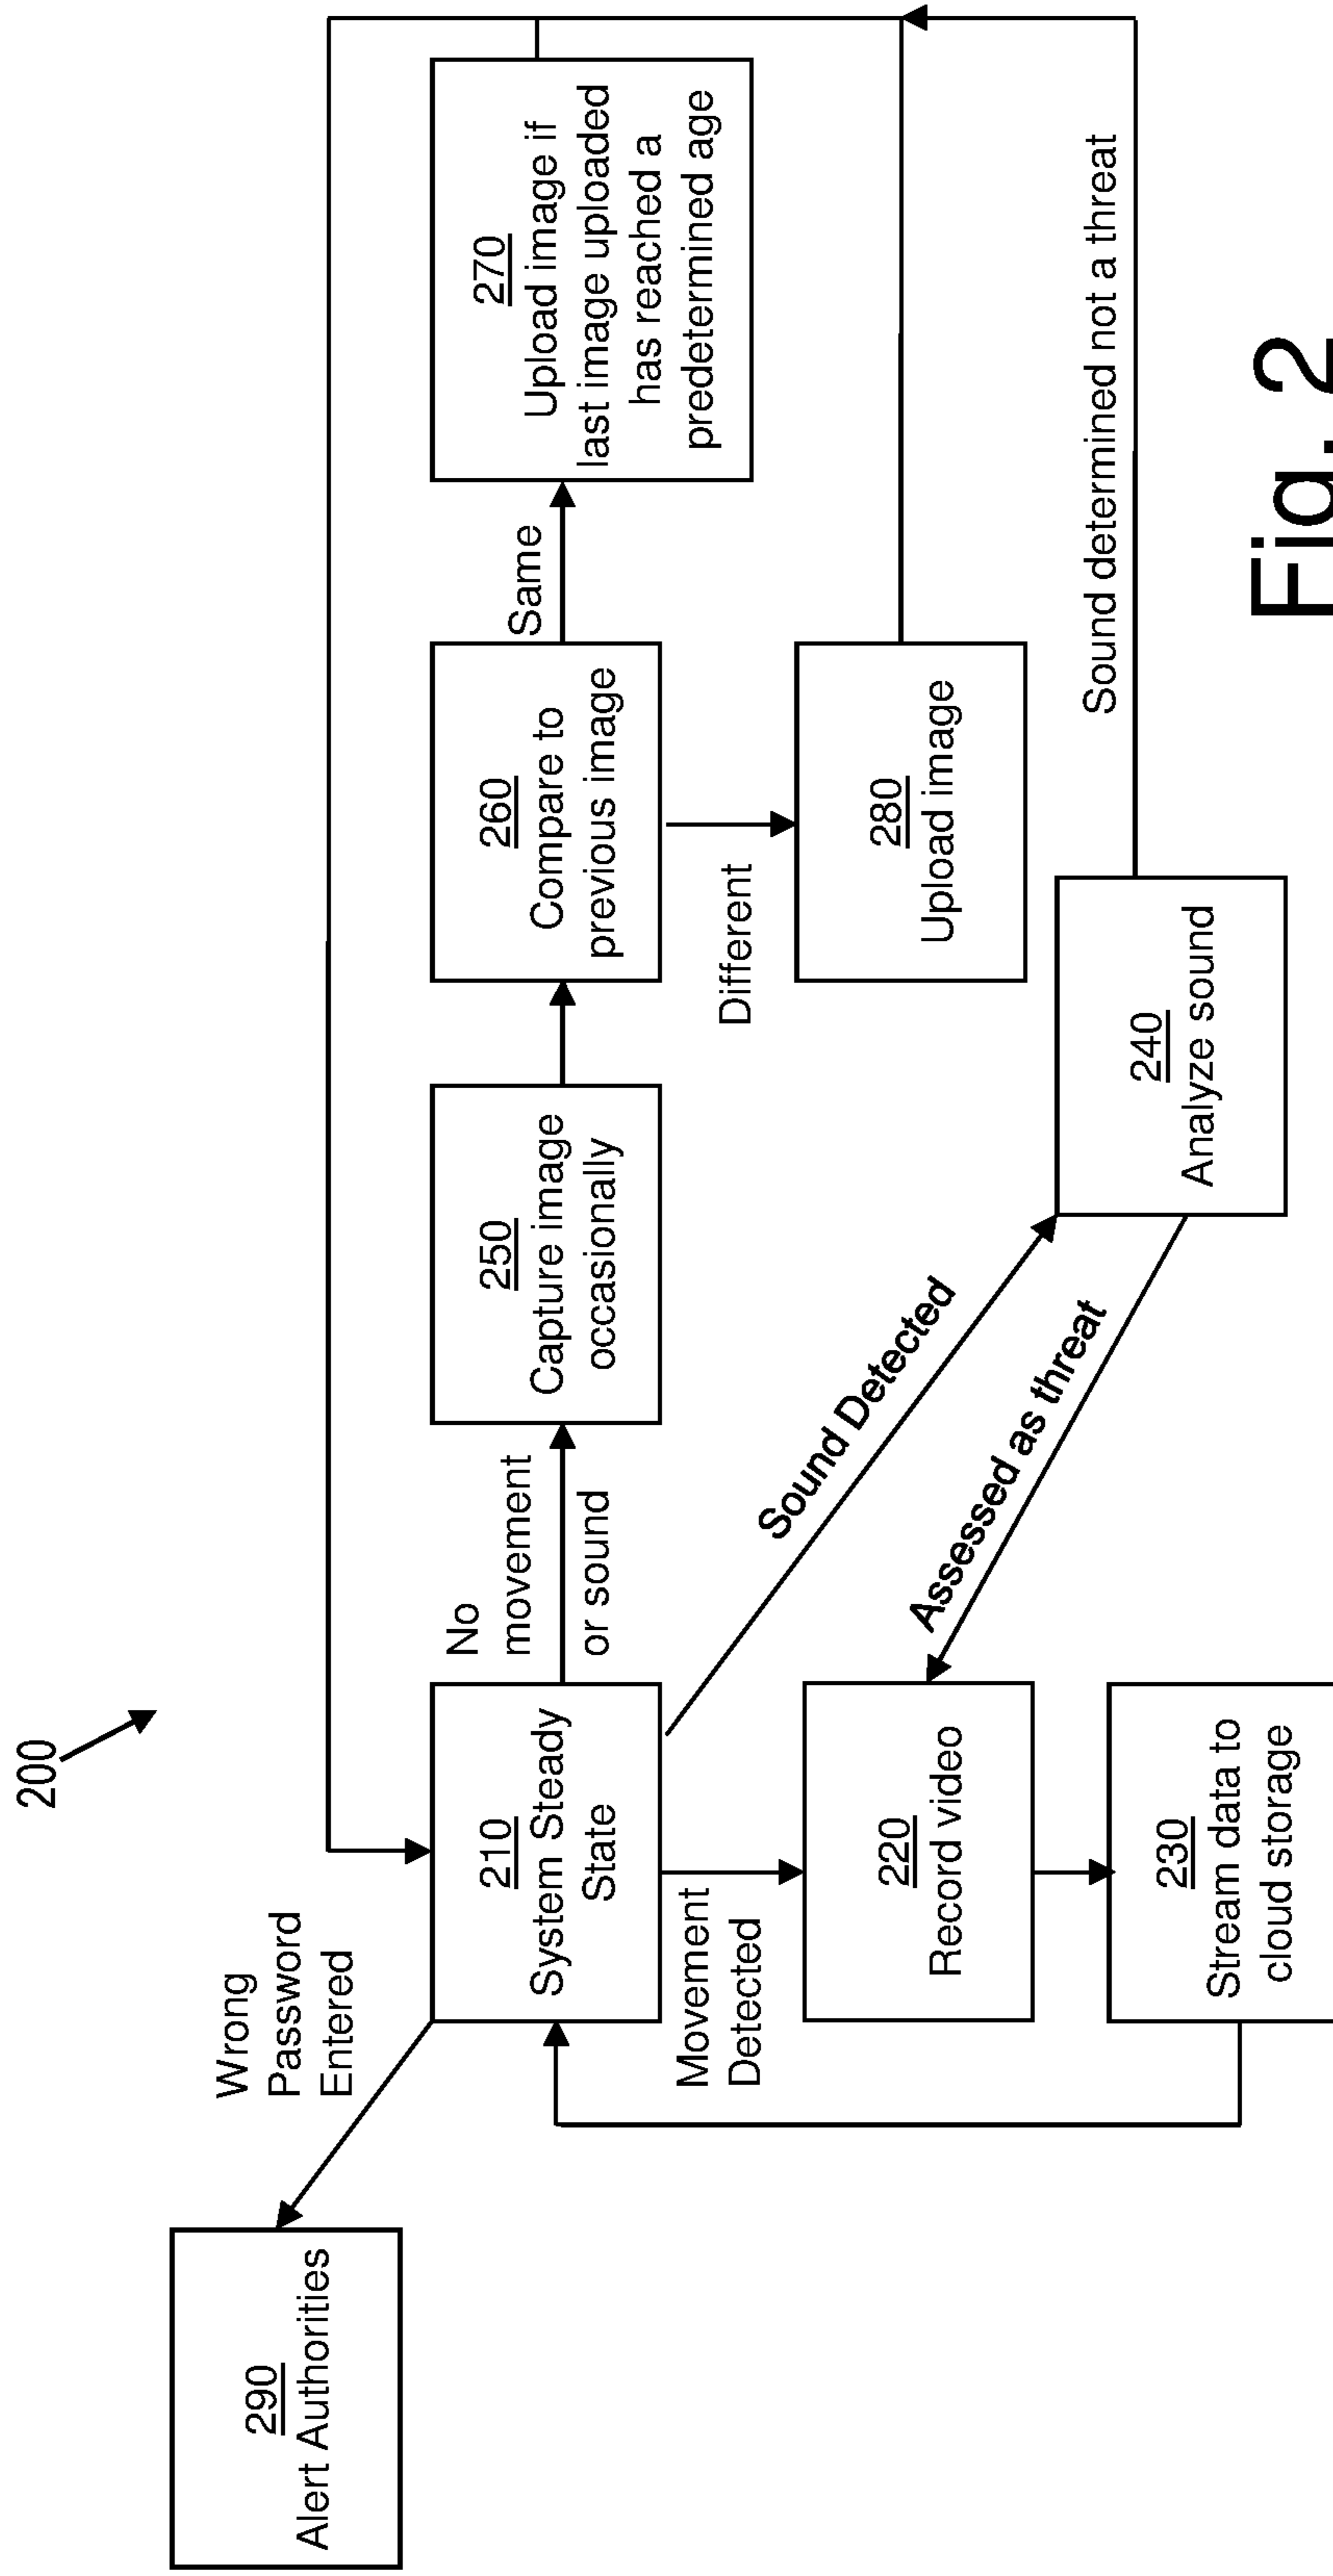 200
290
Alert Authorities
Wrong
Password
Entered
210
System Steady
State
No
movement
or sound
250
Capture image
occasionally
260
Compare to
previous image
Same
270
Upload image if
last image uploaded
has reached a
predetermined age
Movement
Detected
Different
220
Record video
Sound Detected
280
Upload image
Assessed as threat
230
Stream data to
cloud storage
240
Analyze sound
Sound determined not a threat
Fig. 2